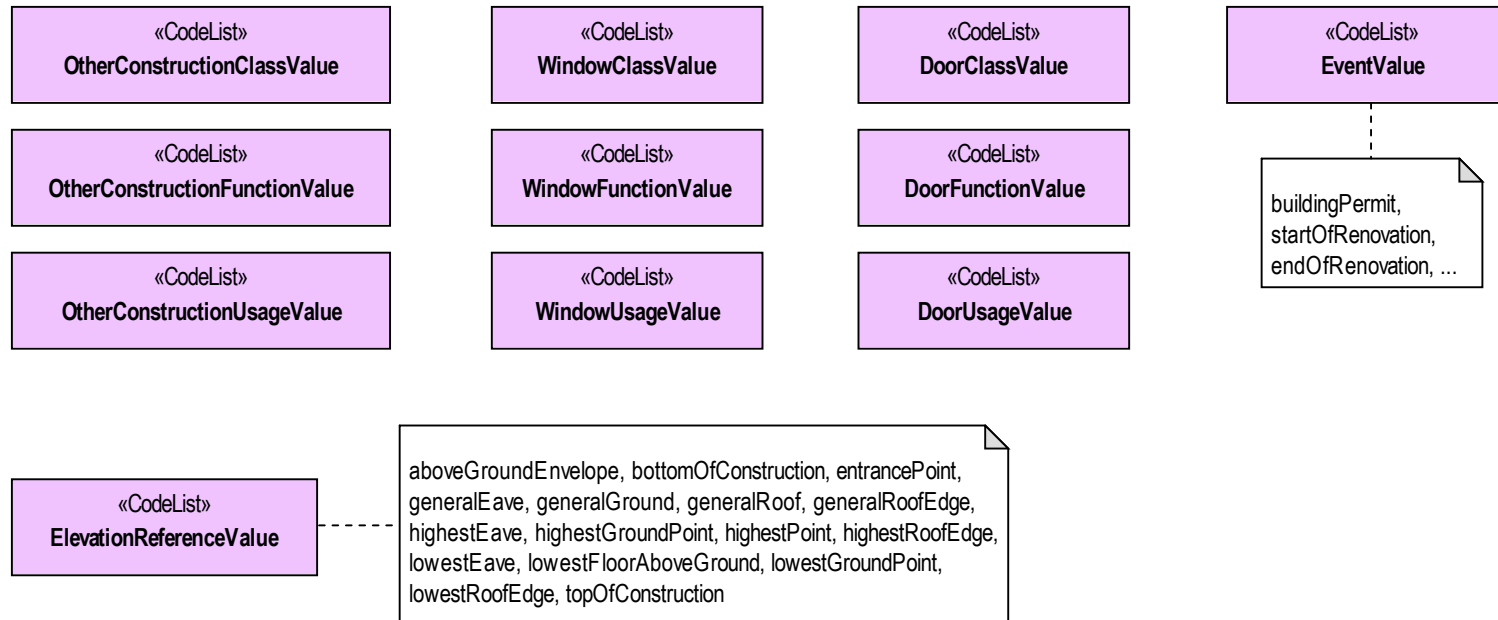 «CodeList»
OtherConstructionClassValue
«CodeList»
WindowClassValue
«CodeList»
DoorClassValue
«CodeList»
EventValue
«CodeList»
OtherConstructionFunctionValue
«CodeList»
WindowFunctionValue
«CodeList»
DoorFunctionValue
buildingPermit,
startOfRenovation,
endOfRenovation, ...
«CodeList»
OtherConstructionUsageValue
«CodeList»
WindowUsageValue
«CodeList»
DoorUsageValue
«CodeList»
ElevationReferenceValue
aboveGroundEnvelope, bottomOfConstruction, entrancePoint,
generalEave, generalGround, generalRoof, generalRoofEdge,
highestEave, highestGroundPoint, highestPoint, highestRoofEdge,
lowestEave, lowestFloorAboveGround, lowestGroundPoint,
lowestRoofEdge, topOfConstruction